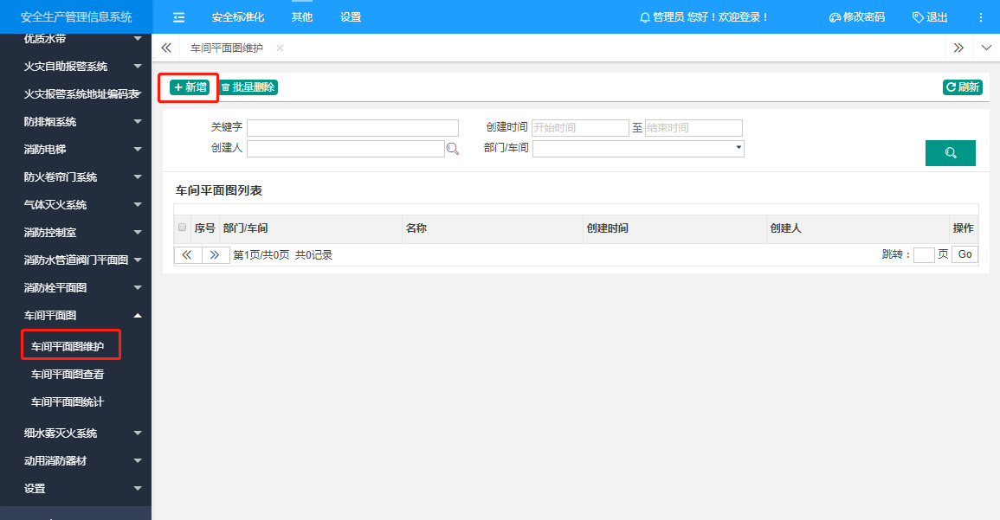 安全生产管理信息系统
安全标准化 其他 设置 管理员 您好！欢迎登录！ 修改密码 退出
优质水带
火灾自助报警系统
火灾报警系统地址编码表
防排烟系统
消防电梯
防火卷帘门系统
气体灭火系统
消防控制室
消防水管道阀门平面图
消防栓平面图
车间平面图
车间平面图维护
车间平面图查看
车间平面图统计
细水雾灭火系统
动用消防器材
设置
车间平面图维护
新增 批量删除 刷新
关键字 创建时间 开始时间 至 结束时间
创建人 部门/车间
车间平面图列表
序号 部门/车间 名称 创建时间 创建人 操作
第1页/共0页 共0记录 跳转： 页 Go